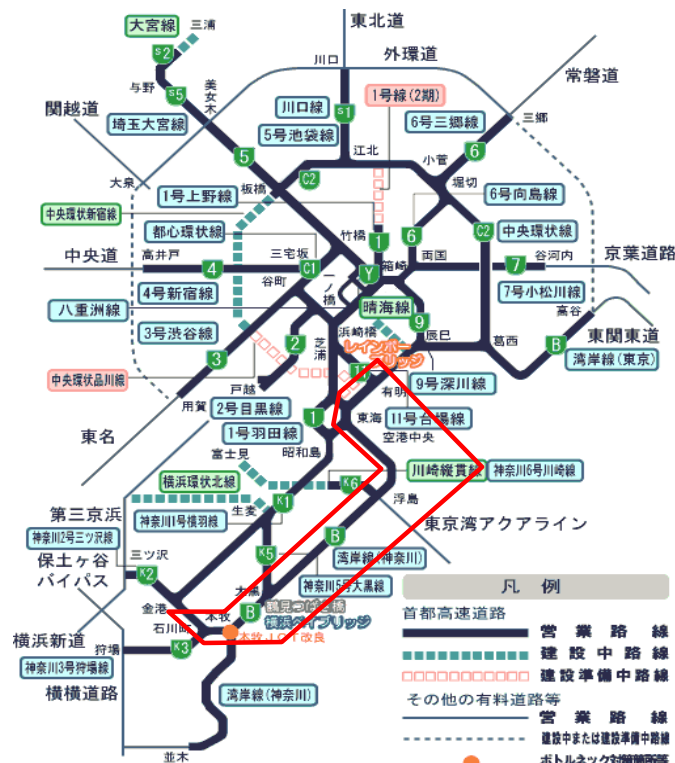 東北道
大宮線
三浦
S2
川口
外環道
常磐道
与野
S5
美女木
川口線
1号線(2期)
関越道
埼玉大宮線
S1
5号池袋線
6号三郷線
三郷
江北
小菅
6
5
大泉
C2
堀切
板橋
1号上野線
6号向島線
中央環状新宿線
都心環状線
竹橋
1
6
C2
中央環状線
中央道
高井戸
三宅坂
箱崎
両国
谷河内
京葉道路
4
C1
Y
7
谷町
一ノ橋
4号新宿線
晴海線
7号小松川線
八重洲線
高谷
浜崎橋
9
辰巳
東関東道
3号渋谷線
2
芝浦
レインボー
ブリッジ
葛西
B
湾岸線(東京)
3
中央環状品川線
戸越
11
9号深川線
有明
用賀
2号目黒線
東海
11号台場線
1
東名
1号羽田線
空港中央
昭和島
富士見
川崎縦貫線
神奈川6号川崎線
横浜環状北線
K6
生麦
K1
浮島
第三京浜
神奈川1号横羽線
東京湾アクアライン
神奈川2号三ツ沢線
B
三ツ沢
K5
湾岸線(神奈川)
保土ヶ谷
バイパス
K2
大黒
神奈川5号大黒線
凡例
金港
本牧
B
鶴見つばさ橋
首都高速道路
石川町
横浜ベイブリッジ
営業路線
横浜新道
本牧JCT改良
狩場
K3
建設中路線
神奈川3号狩場線
建設準備中路線
横横道路
湾岸線(神奈川)
その他の有料道路等
営業路線
建設中または建設準備中路線
並木